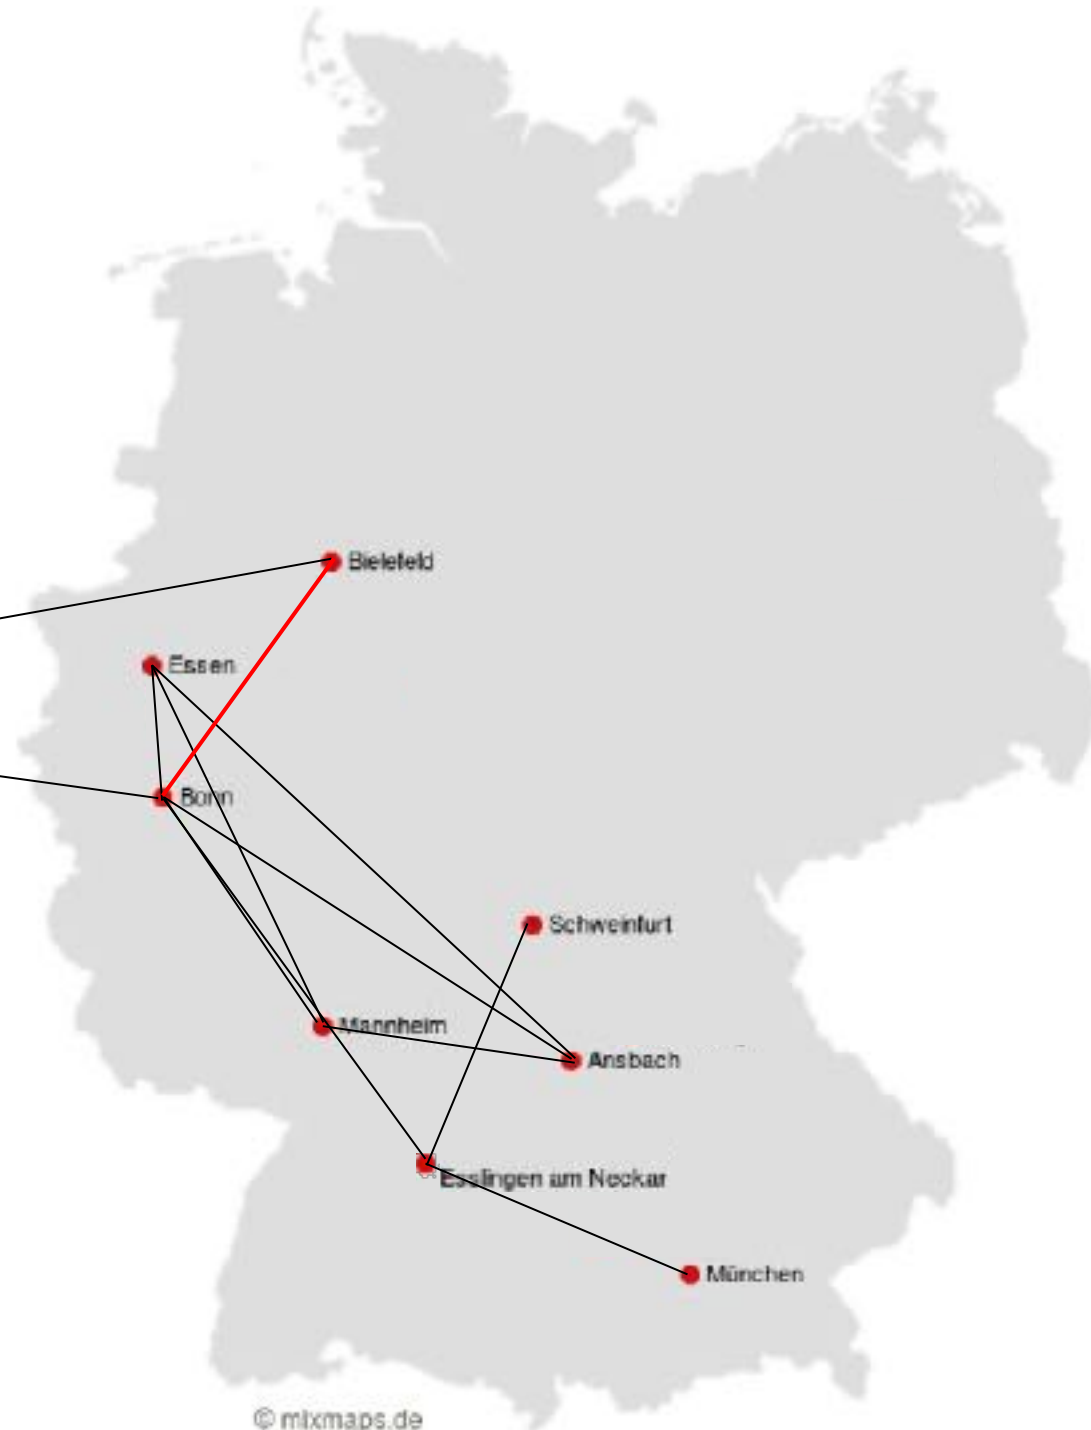 Bielefeld
Essen
Bonn
Schweinfurt
Mannheim
Ansbach
Esslingen am Neckar
München
© mixmaps.de